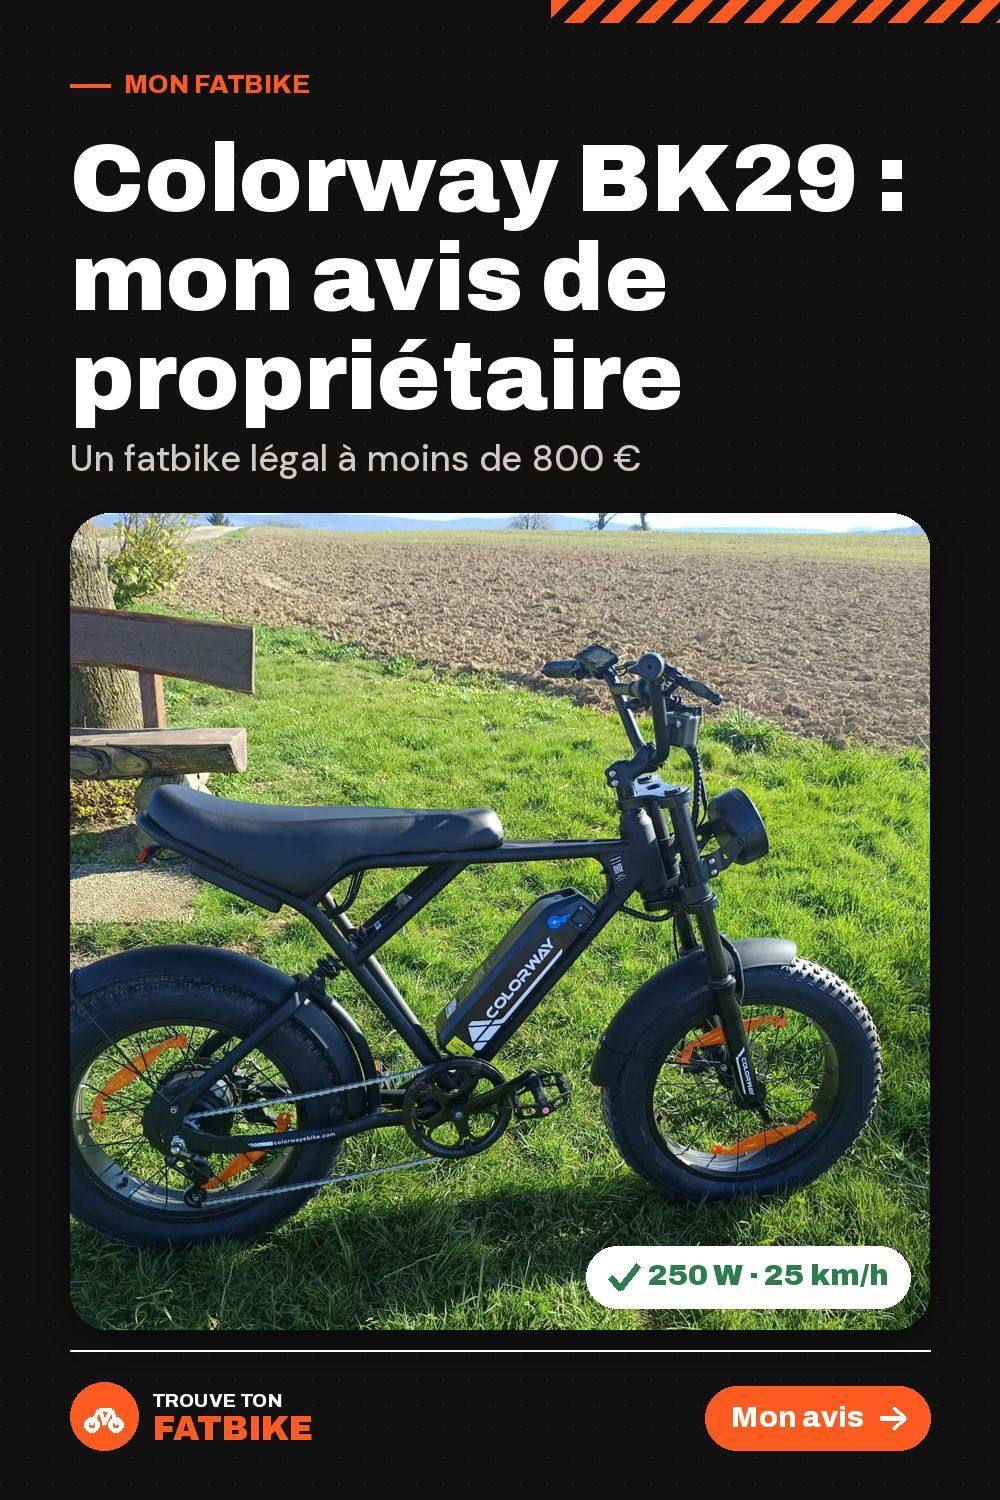 MON FATBIKE
Colorway BK29 :
mon avis de
propriétaire
Un fatbike légal à moins de 800 €
COLORWAY
COLORWAY
colorwayebike.com
250 W · 25 km/h
TROUVE TON
FATBIKE
Mon avis →